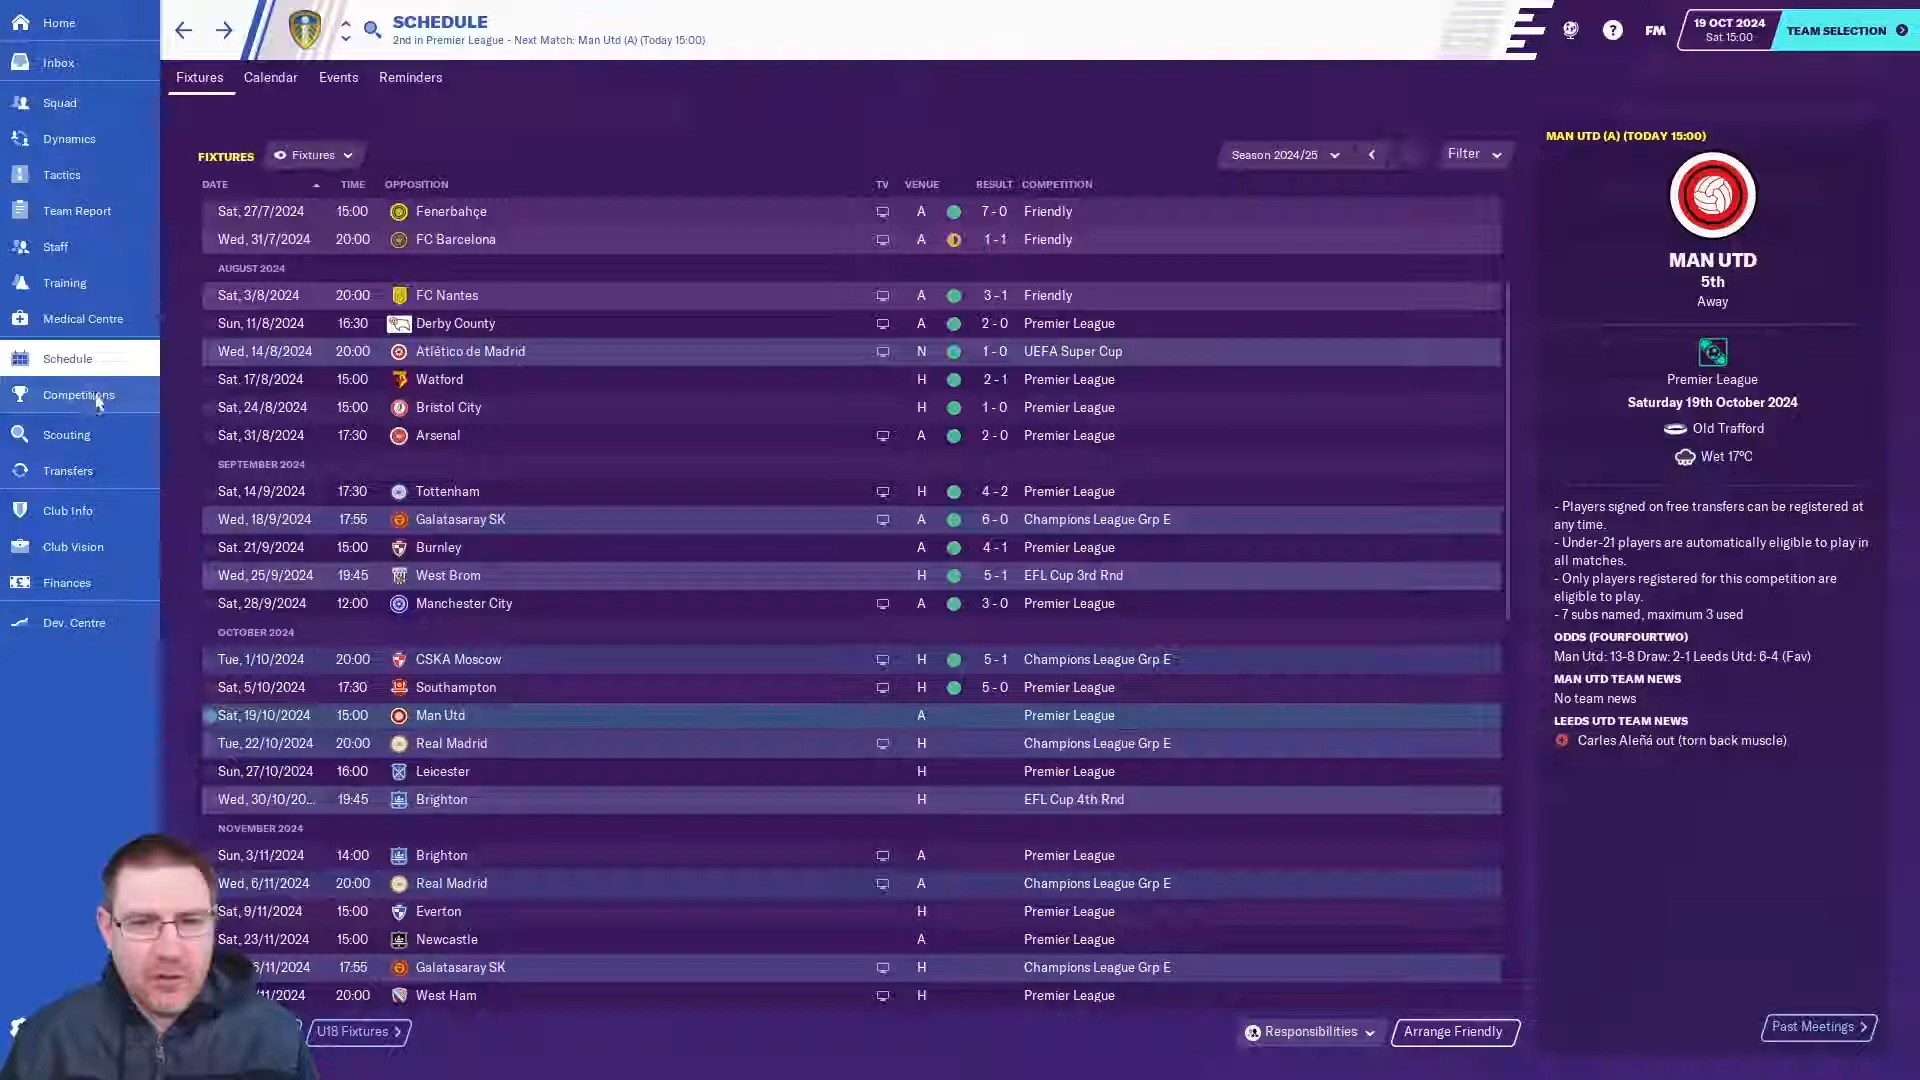 Home
Inbox
Squad
Dynamics
Tactics
Team Report
Staff
Training
Medical Centre
Schedule
Competitions
Scouting
Transfers
Club Info
Club Vision
Finances
Dev. Centre
SCHEDULE
2nd in Premier League - Next Match: Man Utd (A) (Today 15:00)
FM
19 OCT 2024
Sat 15:00
TEAM SELECTION
Fixtures Calendar Events Reminders
FIXTURES Fixtures Season 2024/25 Filter
DATE TIME OPPOSITION TV VENUE RESULT COMPETITION
Sat, 27/7/2024 15:00 Fenerbahçe A 7 - 0 Friendly
Wed, 31/7/2024 20:00 FC Barcelona A 1 - 1 Friendly
AUGUST 2024
Sat, 3/8/2024 20:00 FC Nantes A 3 - 1 Friendly
Sun, 11/8/2024 16:30 Derby County A 2 - 0 Premier League
Wed, 14/8/2024 20:00 Atlético de Madrid N 1 - 0 UEFA Super Cup
Sat, 17/8/2024 15:00 Watford H 2 - 1 Premier League
Sat, 24/8/2024 15:00 Bristol City H 1 - 0 Premier League
Sat, 31/8/2024 17:30 Arsenal A 2 - 0 Premier League
SEPTEMBER 2024
Sat, 14/9/2024 17:30 Tottenham H 4 - 2 Premier League
Wed, 18/9/2024 17:55 Galatasaray SK A 6 - 0 Champions League Grp E
Sat, 21/9/2024 15:00 Burnley A 4 - 1 Premier League
Wed, 25/9/2024 19:45 West Brom H 5 - 1 EFL Cup 3rd Rnd
Sat, 28/9/2024 12:00 Manchester City A 3 - 0 Premier League
OCTOBER 2024
Tue, 1/10/2024 20:00 CSKA Moscow H 5 - 1 Champions League Grp E
Sat, 5/10/2024 17:30 Southampton H 5 - 0 Premier League
Sat, 19/10/2024 15:00 Man Utd A Premier League
Tue, 22/10/2024 20:00 Real Madrid H Champions League Grp E
Sun, 27/10/2024 16:00 Leicester H Premier League
Wed, 30/10/20... 19:45 Brighton H EFL Cup 4th Rnd
NOVEMBER 2024
Sun, 3/11/2024 14:00 Brighton A Premier League
Wed, 6/11/2024 20:00 Real Madrid A Champions League Grp E
Sat, 9/11/2024 15:00 Everton H Premier League
Sat, 23/11/2024 15:00 Newcastle A Premier League
6/11/2024 17:55 Galatasaray SK H Champions League Grp E
/11/2024 20:00 West Ham H Premier League
U18 Fixtures Responsibilities Arrange Friendly
MAN UTD (A) (TODAY 15:00)
MAN UTD
5th
Away
Premier League
Saturday 19th October 2024
Old Trafford
Wet 17°C
- Players signed on free transfers can be registered at
any time.
- Under-21 players are automatically eligible to play in
all matches.
- Only players registered for this competition are
eligible to play.
- 7 subs named, maximum 3 used
ODDS (FOURFOURTWO)
Man Utd: 13-8 Draw: 2-1 Leeds Utd: 6-4 (Fav)
MAN UTD TEAM NEWS
No team news
LEEDS UTD TEAM NEWS
Carles Aleñá out (torn back muscle)
Past Meetings